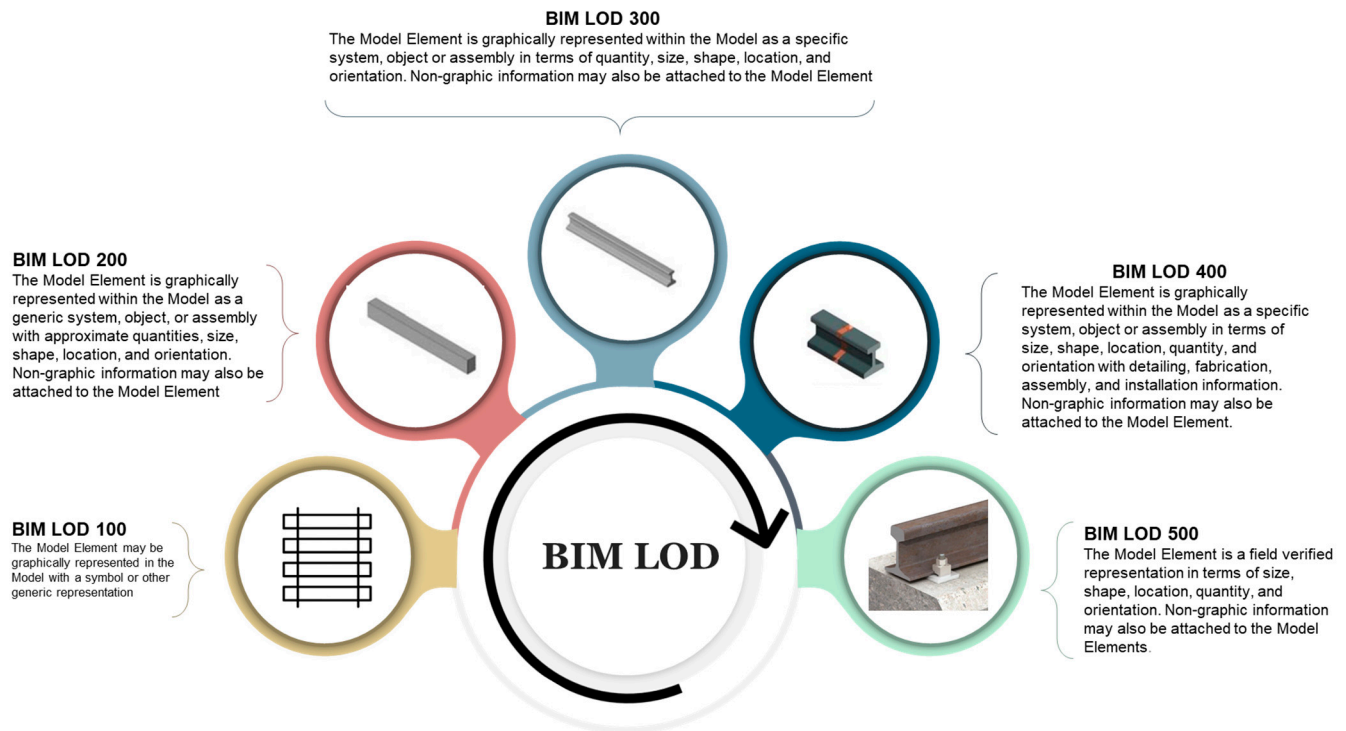 BIM LOD 300
The Model Element is graphically represented within the Model as a specific
system, object or assembly in terms of quantity, size, shape, location, and
orientation. Non-graphic information may also be attached to the Model Element
BIM LOD 200
The Model Element is graphically
represented within the Model as a
generic system, object, or assembly
with approximate quantities, size,
shape, location, and orientation.
Non-graphic information may also be
attached to the Model Element
BIM LOD 400
The Model Element is graphically
represented within the Model as a specific
system, object or assembly in terms of
size, shape, location, quantity, and
orientation with detailing, fabrication,
assembly, and installation information.
Non-graphic information may also be
attached to the Model Element.
BIM LOD 100
The Model Element may be
graphically represented in the
Model with a symbol or other
generic representation
BIM LOD
BIM LOD 500
The Model Element is a field verified
representation in terms of size,
shape, location, quantity, and
orientation. Non-graphic information
may also be attached to the Model
Elements.